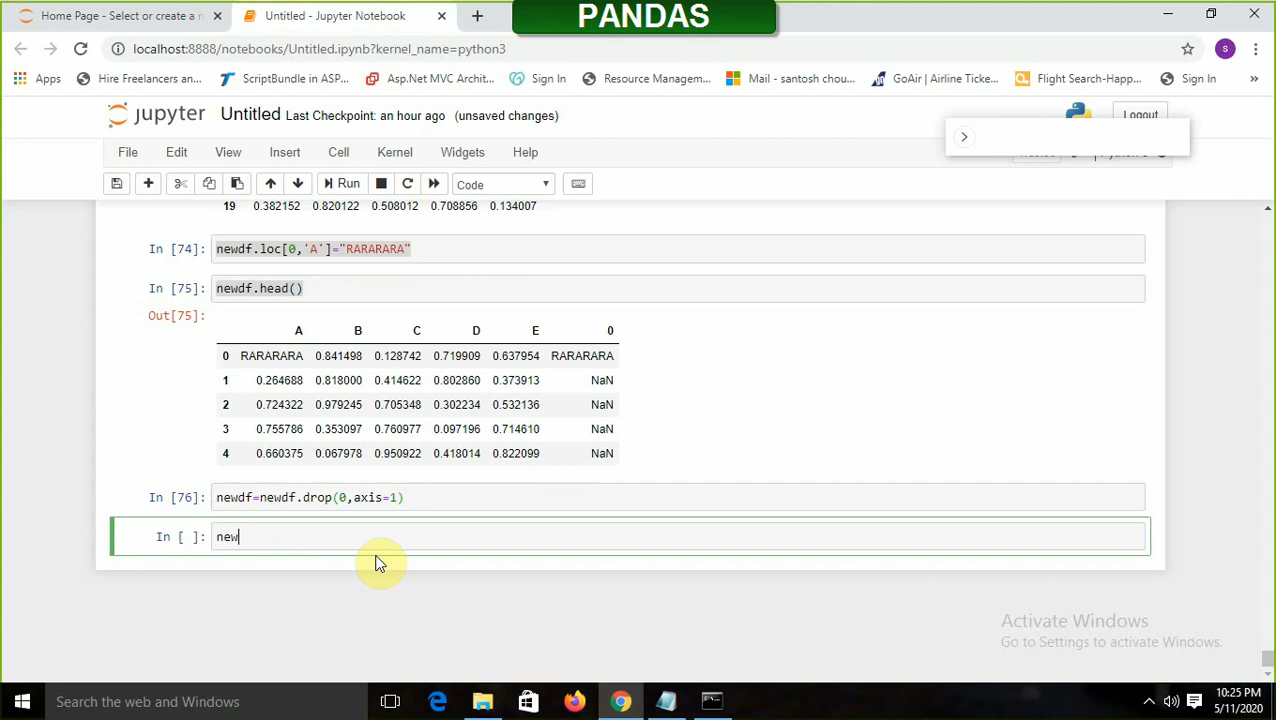 PANDAS
Home Page - Select or create a n
Untitled - Jupyter Notebook
localhost:8888/notebooks/Untitled.ipynb?kernel_name=python3
S
Apps
Hire Freelancers an...
ScriptBundle in ASP...
Asp.Net MVC Archit...
Sign In
Resource Managem...
Mail - santosh chou...
GoAir | Airline Ticke...
Flight Search-Happ...
Sign In
»
jupyter Untitled Last Checkpoint: an hour ago (unsaved changes)
Logout
File Edit View Insert Cell Kernel Widgets Help
Run
Code
19 0.382152 0.820122 0.508012 0.708856 0.134007
In [74]: newdf.loc[0,'A']="RARARARA"
In [75]: newdf.head()
Out[75]:
A B C D E 0
0 RARARARA 0.841498 0.128742 0.719909 0.637954 RARARARA
1 0.264688 0.818000 0.414622 0.802860 0.373913 NaN
2 0.724322 0.979245 0.705348 0.302234 0.532136 NaN
3 0.755786 0.353097 0.760977 0.097196 0.714610 NaN
4 0.660375 0.067978 0.950922 0.418014 0.822099 NaN
In [76]: newdf=newdf.drop(0,axis=1)
In [ ]: new
Activate Windows
Go to Settings to activate Windows.
Search the web and Windows
10:25 PM
5/11/2020